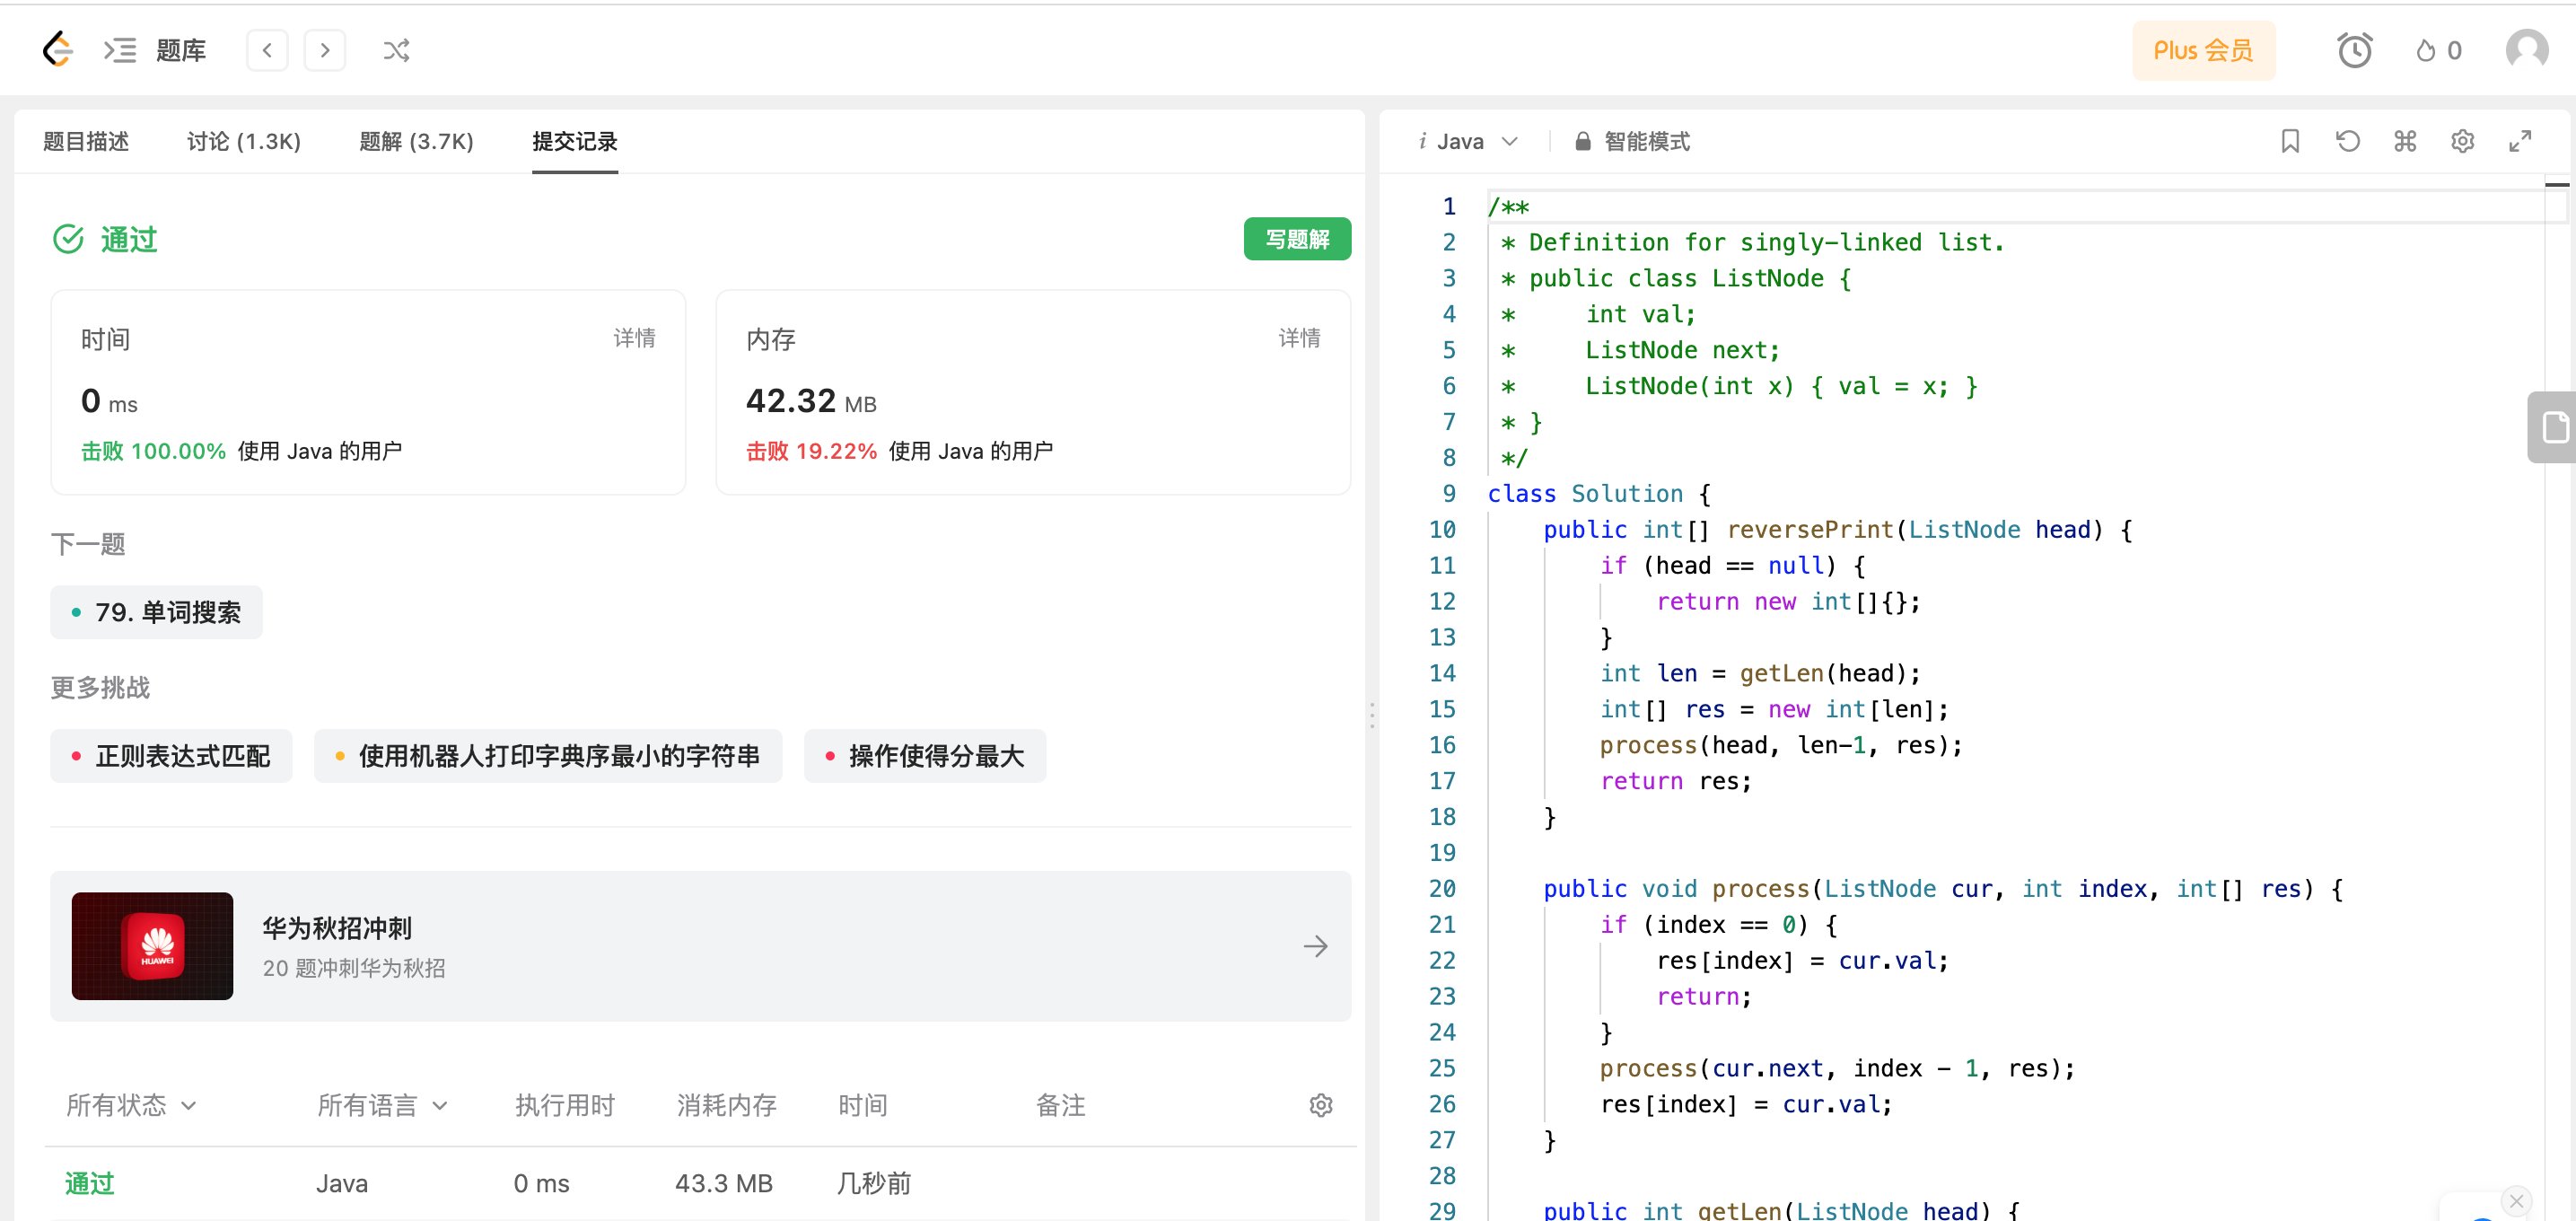 题库
Plus 会员
0
题目描述 讨论 (1.3K) 题解 (3.7K) 提交记录
通过
写题解
时间 详情
0 ms
击败 100.00% 使用 Java 的用户
内存 详情
42.32 MB
击败 19.22% 使用 Java 的用户
下一题
79. 单词搜索
更多挑战
正则表达式匹配 使用机器人打印字典序最小的字符串 操作使得分最大
HUAWEI
华为秋招冲刺
20 题冲刺华为秋招
所有状态 所有语言 执行用时 消耗内存 时间 备注
通过 Java 0 ms 43.3 MB 几秒前
i Java 智能模式
1 /**
2 * Definition for singly-linked list.
3 * public class ListNode {
4 *     int val;
5 *     ListNode next;
6 *     ListNode(int x) { val = x; }
7 * }
8 */
9 class Solution {
10     public int[] reversePrint(ListNode head) {
11         if (head == null) {
12             return new int[]{};
13         }
14         int len = getLen(head);
15         int[] res = new int[len];
16         process(head, len-1, res);
17         return res;
18     }
19
20     public void process(ListNode cur, int index, int[] res) {
21         if (index == 0) {
22             res[index] = cur.val;
23             return;
24         }
25         process(cur.next, index - 1, res);
26         res[index] = cur.val;
27     }
28
29     public int getLen(ListNode head) {